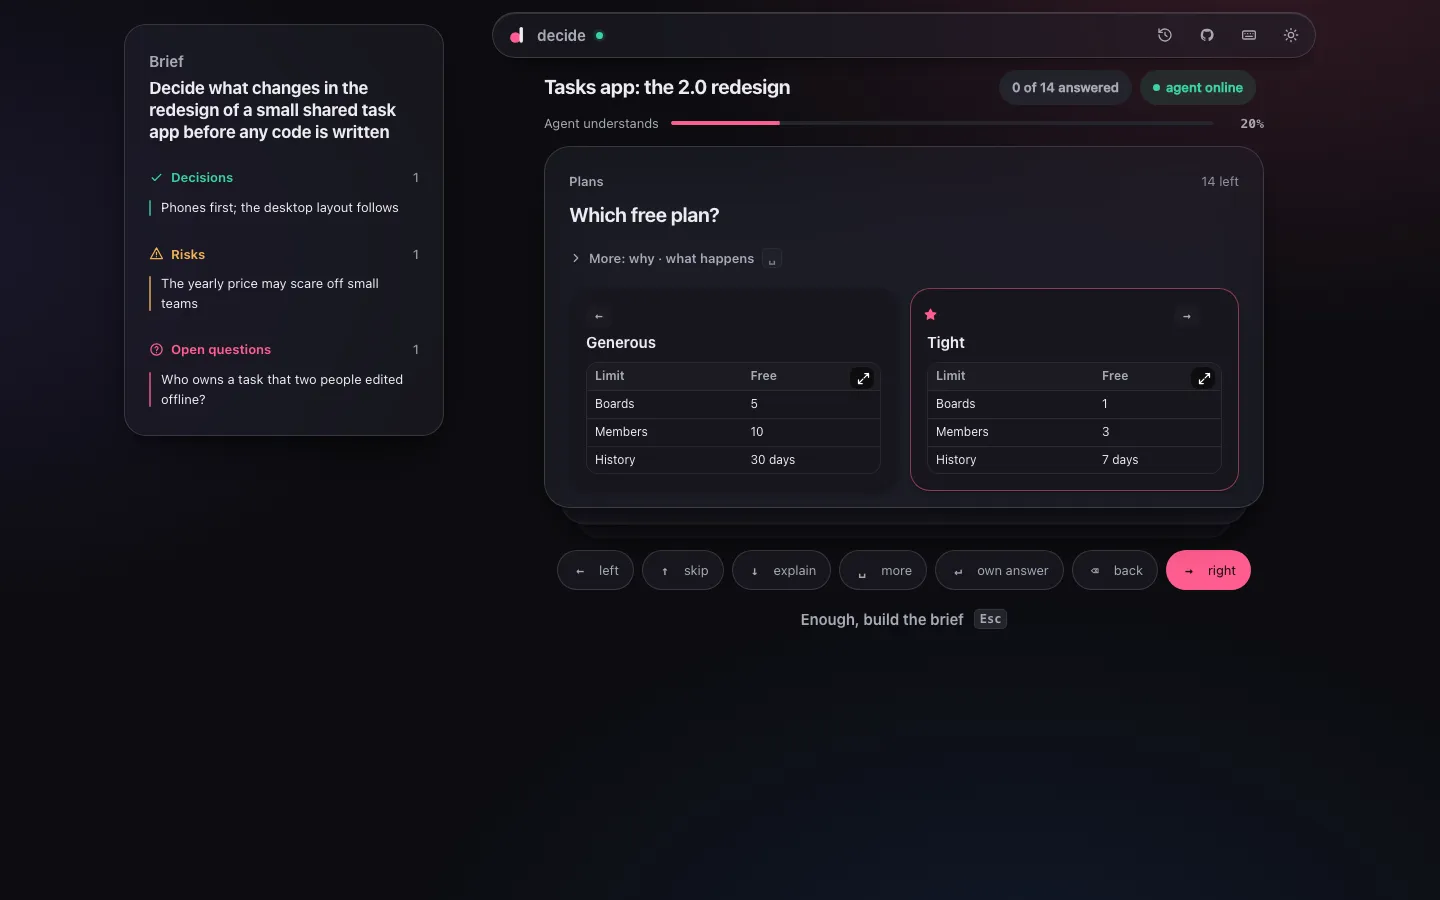 Brief
Decide what changes in the
redesign of a small shared task
app before any code is written
Decisions 1
Phones first; the desktop layout follows
Risks 1
The yearly price may scare off small
teams
Open questions 1
Who owns a task that two people edited
offline?
decide
Tasks app: the 2.0 redesign
0 of 14 answered
agent online
Agent understands
20%
Plans
14 left
Which free plan?
More: why · what happens ␣
←
Generous
Limit Free
Boards 5
Members 10
History 30 days
→
Tight
Limit Free
Boards 1
Members 3
History 7 days
← left
↑ skip
↓ explain
␣ more
↵ own answer
⌫ back
→ right
Enough, build the brief Esc